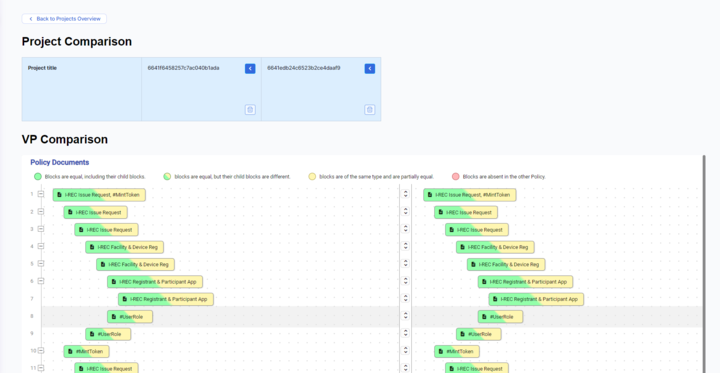 Back to Projects Overview
Project Comparison
Project title 6641f6458257c7ac040b1ada 6641edb24c6523b2ce4daaf9
VP Comparison
Policy Documents
Blocks are equal, including their child blocks. blocks are equal, but their child blocks are different. blocks are of the same type and are partially equal. Blocks are absent in the other Policy.
1 I-REC Issue Request, #MintToken I-REC Issue Request, #MintToken
2 I-REC Issue Request I-REC Issue Request
3 I-REC Issue Request I-REC Issue Request
4 I-REC Facility & Device Reg I-REC Facility & Device Reg
5 I-REC Facility & Device Reg I-REC Facility & Device Reg
6 I-REC Registrant & Participant App I-REC Registrant & Participant App
7 I-REC Registrant & Participant App I-REC Registrant & Participant App
8 #UserRole #UserRole
9 #UserRole #UserRole
10 #MintToken #MintToken
11 I-REC Issue Request I-REC Issue Request